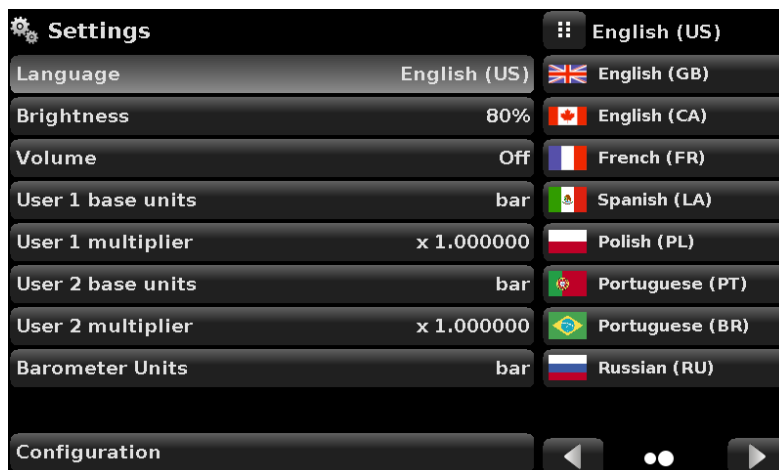 Settings
Language English (US)
Brightness 80%
Volume Off
User 1 base units bar
User 1 multiplier x 1.000000
User 2 base units bar
User 2 multiplier x 1.000000
Barometer Units bar
Configuration
English (US)
English (GB)
English (CA)
French (FR)
Spanish (LA)
Polish (PL)
Portuguese (PT)
Portuguese (BR)
Russian (RU)